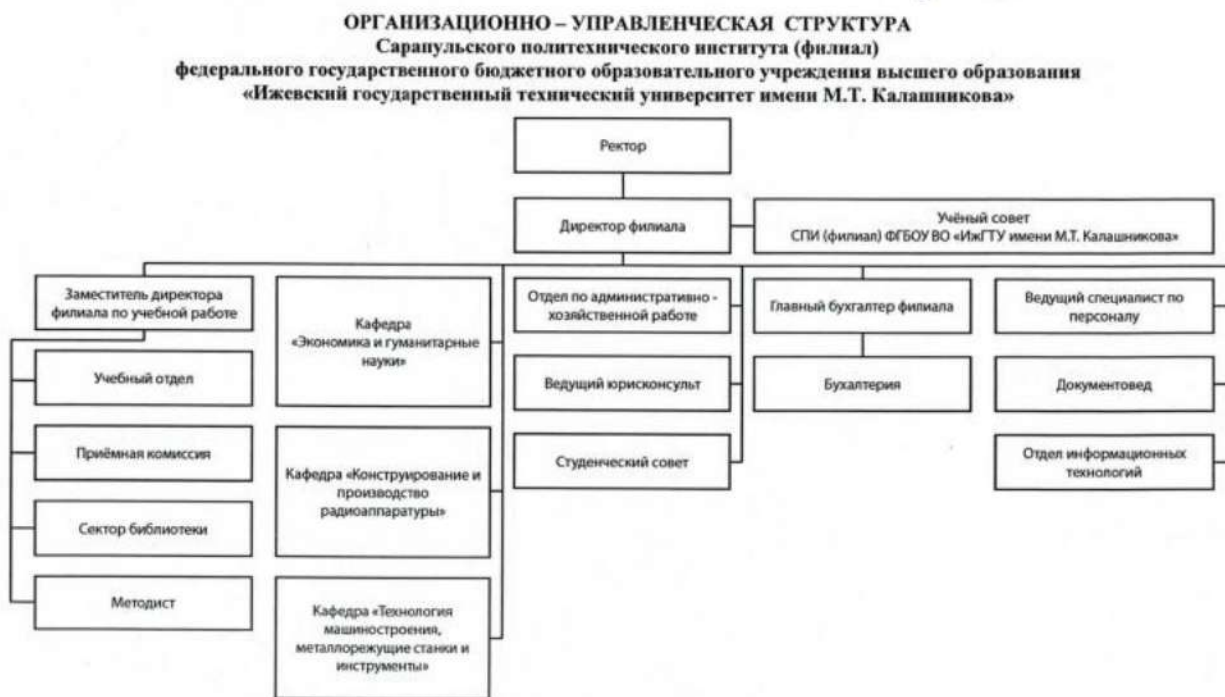 ОРГАНИЗАЦИОННО – УПРАВЛЕНЧЕСКАЯ СТРУКТУРА
Сарапульского политехнического института (филиал)
федерального государственного бюджетного образовательного учреждения высшего образования
«Ижевский государственный технический университет имени М.Т. Калашникова»
Ректор
Директор филиала
Учёный совет
СПИ (филиал) ФГБОУ ВО «ИжГТУ имени М.Т. Калашникова»
Заместитель директора
филиала по учебной работе
Учебный отдел
Приёмная комиссия
Сектор библиотеки
Методист
Кафедра
«Экономика и гуманитарные
науки»
Кафедра «Конструирование и
производство
радиоаппаратуры»
Кафедра «Технология
машиностроения,
металлорежущие станки и
инструменты»
Отдел по административно -
хозяйственной работе
Ведущий юрисконсульт
Студенческий совет
Главный бухгалтер филиала
Бухгалтерия
Ведущий специалист по
персоналу
Документовед
Отдел информационных
технологий